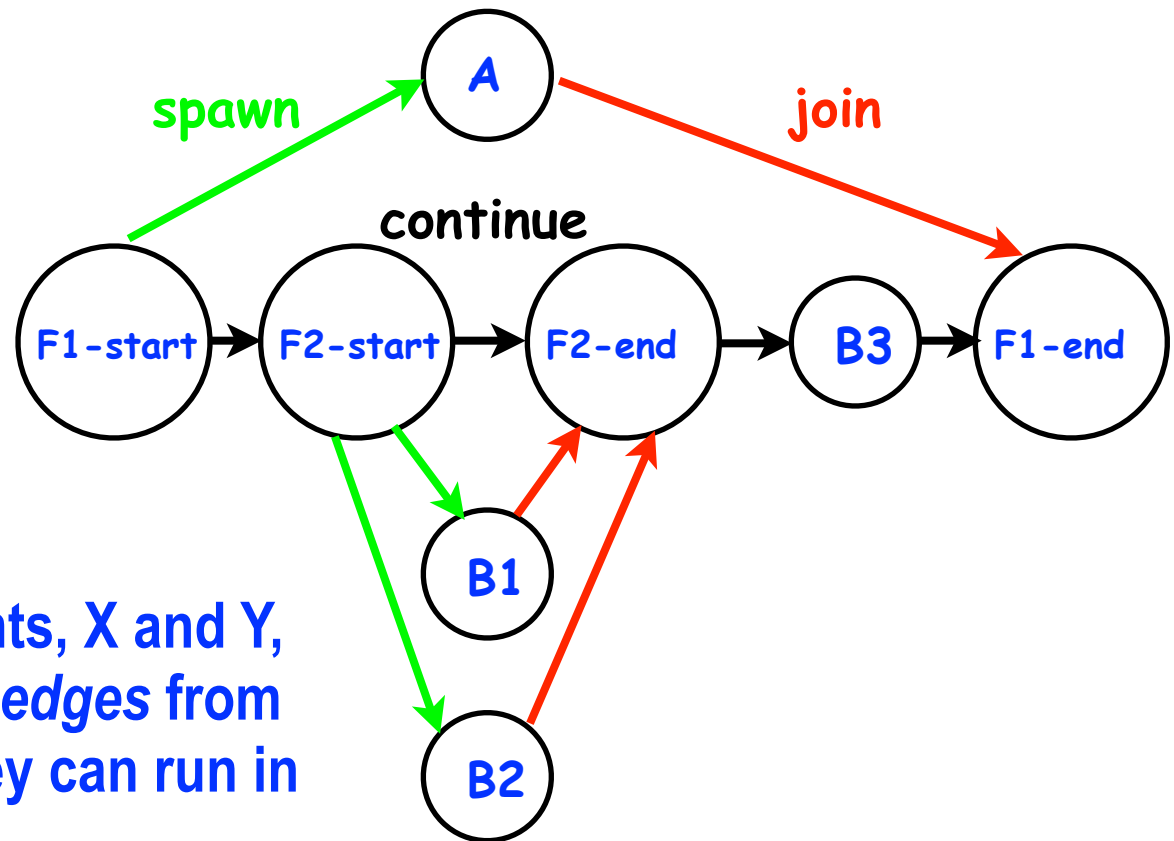 A
spawn
join
continue
F1-start
F2-start
F2-end
B3
F1-end
B1
nts, X and Y,
edges from
ey can run in
B2